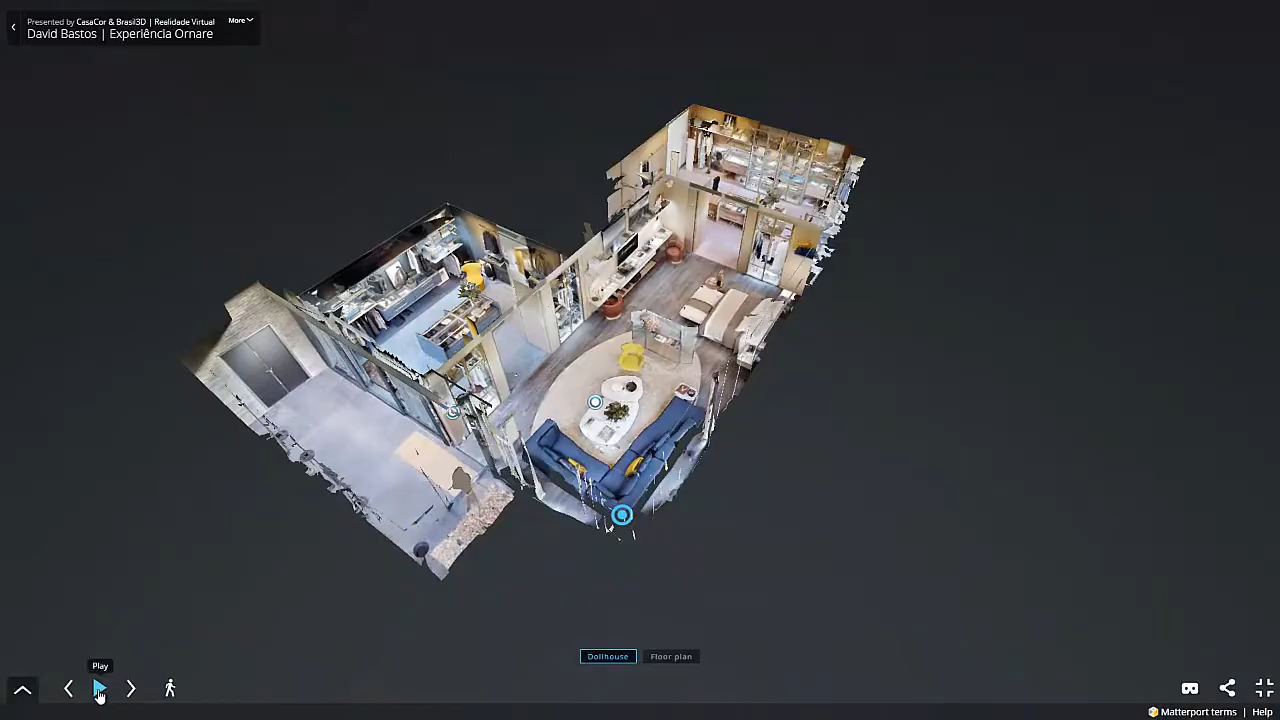 Presented by CasaCor & Brasil3D | Realidade Virtual
More
David Bastos | Experiência Ornare
Play
Dollhouse
Floor plan
Matterport terms | Help